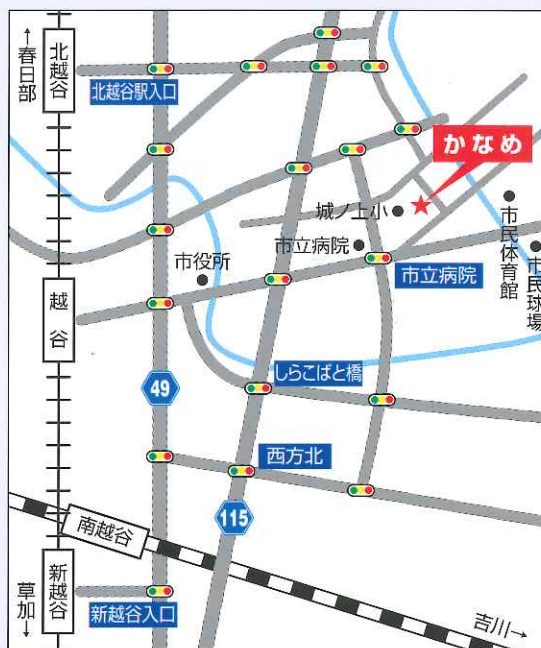 ↑春日部
北越谷
北越谷駅入口
かなめ
城ノ上小
市立病院
市民体育館
市民球場
市役所
市立病院
越谷
しらこばと橋
49
西方北
115
南越谷
新越谷
草加↓
新越谷入口
吉川→